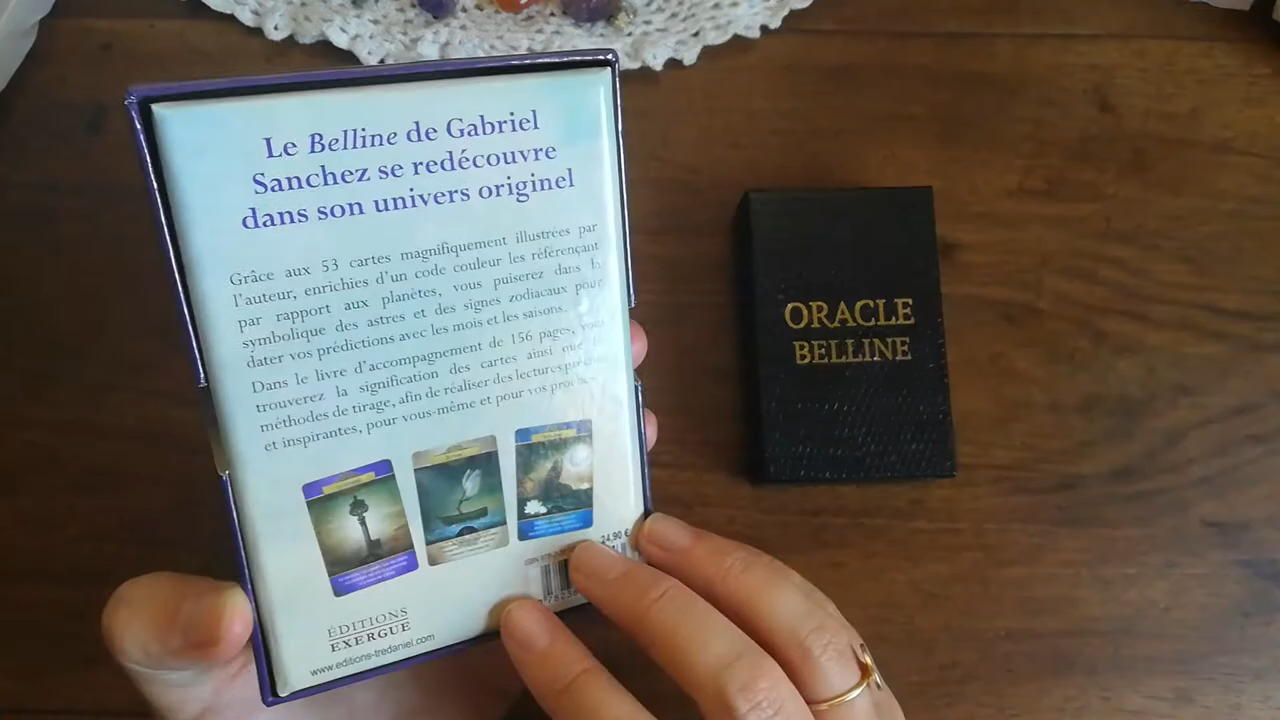 Le Belline de Gabriel
Sanchez se redécouvre
dans son univers originel
Grâce aux 53 cartes magnifiquement illustrées par
l'auteur, enrichies d'un code couleur les référençant
par rapport aux planètes, vous puiserez dans
symbolique des astres et des signes zodiacaux pour
dater vos prédictions avec les mois et les saisons.
Dans le livre d'accompagnement de 156 pages,
trouverez la signification des cartes ainsi que
méthodes de tirage, afin de réaliser des lectures
et inspirantes, pour vous-même et pour vos
24,90 €
ISBN
ÉDITIONS
EXERGUE
www.editions-tredaniel.com
ORACLE
BELLINE